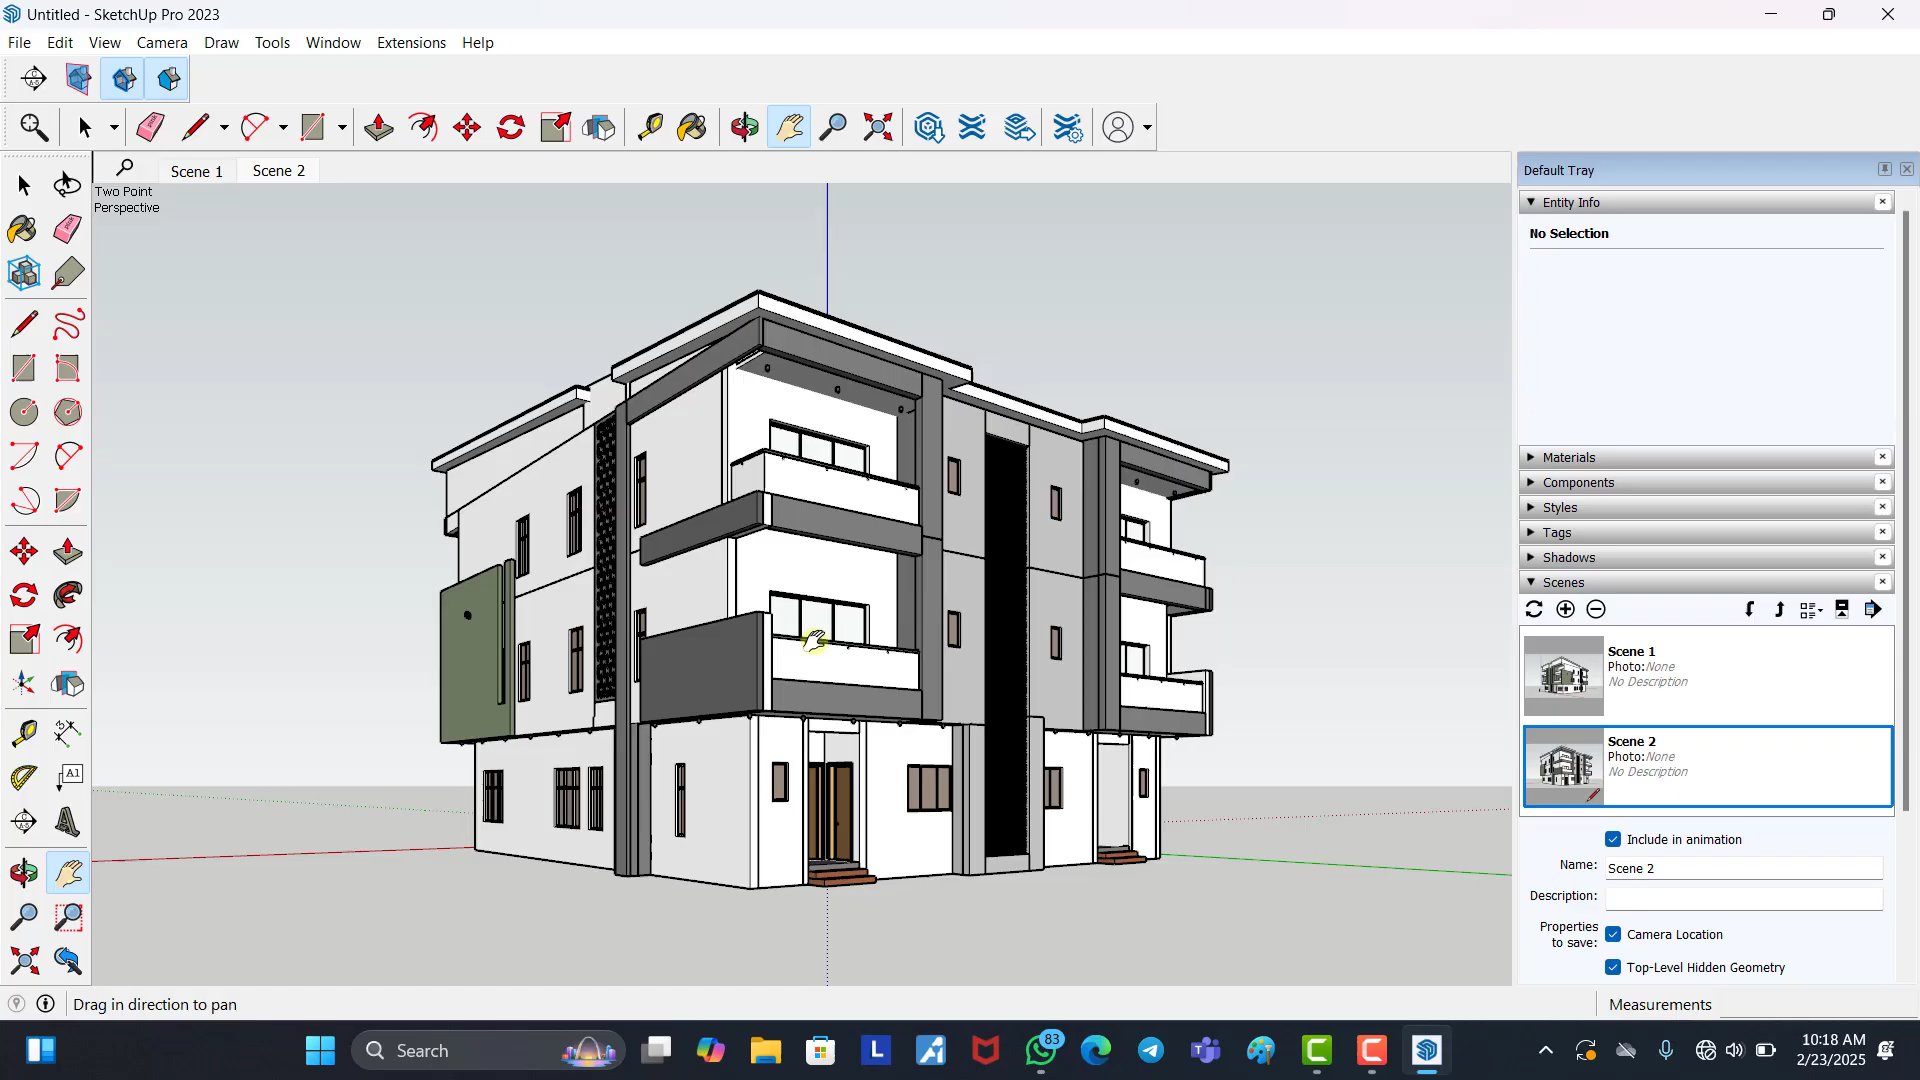 Untitled - SketchUp Pro 2023
File Edit View Camera Draw Tools Window Extensions Help
Scene 1 Scene 2
Two Point
Perspective
Default Tray
Entity Info
No Selection
Materials
Components
Styles
Tags
Shadows
Scenes
Scene 1
Photo:None
No Description
Scene 2
Photo:None
No Description
Include in animation
Name: Scene 2
Description:
Properties
to save:
Camera Location
Top-Level Hidden Geometry
Drag in direction to pan
Measurements
Search
83
10:18 AM
2/23/2025